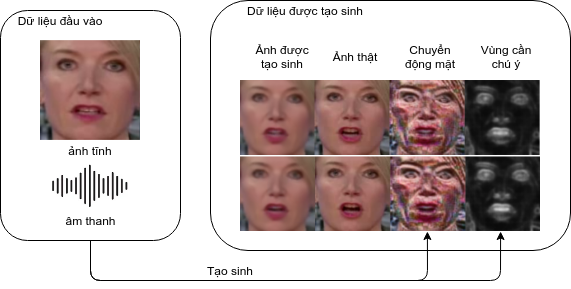 Dữ liệu đầu vào
ảnh tĩnh
âm thanh
Dữ liệu được tạo sinh
Ảnh được
tạo sinh
Ảnh thật
Chuyển
động mặt
Vùng cần
chú ý
Tạo sinh